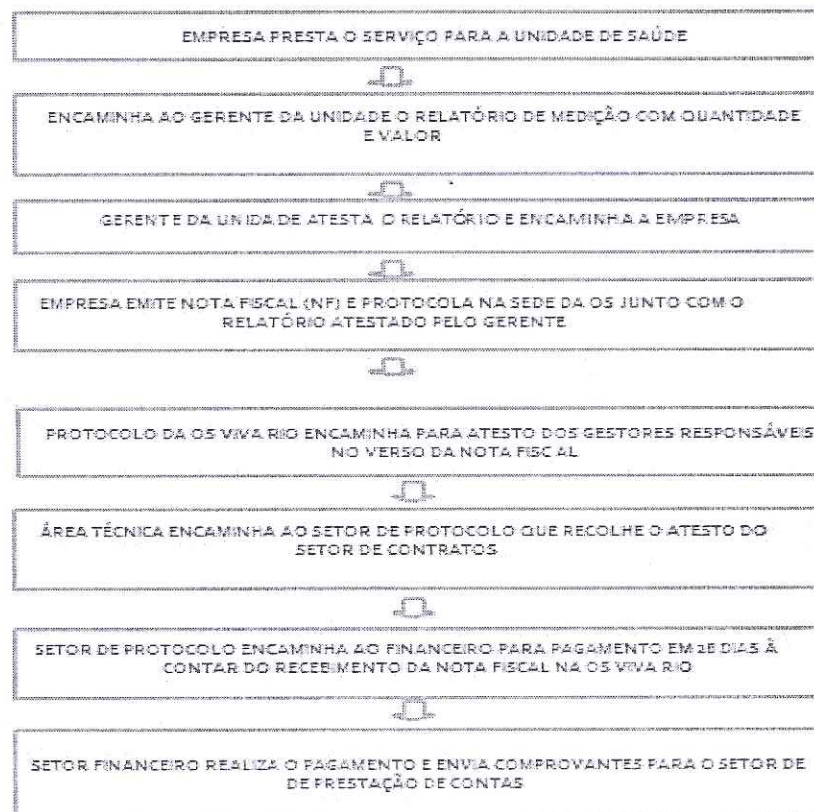 EMPRESA PRESTA O SERVIÇO PARA A UNIDADE DE SAÚDE
ENCAMINHA AO GERENTE DA UNIDADE O RELATÓRIO DE MEDIÇÃO COM QUANTIDADE
E VALOR
GERENTE DA UNIDADE ATESTA O RELATÓRIO E ENCAMINHA A EMPRESA
EMPRESA EMITE NOTA FISCAL (NF) E PROTOCOLA NA SEDE DA OS JUNTO COM O
RELATÓRIO ATESTADO PELO GERENTE
PROTOCOLO DA OS VIVA RIO ENCAMINHA PARA ATESTO DOS GESTORES RESPONSÁVEIS
NO VERSO DA NOTA FISCAL
ÁREA TÉCNICA ENCAMINHA AO SETOR DE PROTOCOLO QUE RECOLHE O ATESTO DO
SETOR DE CONTRATOS
SETOR DE PROTOCOLO ENCAMINHA AO FINANCEIRO PARA PAGAMENTO EM DIAS À
CONTAR DO RECEBIMENTO DA NOTA FISCAL NA OS VIVA RIO
SETOR FINANCEIRO REALIZA O PAGAMENTO E ENVIA COMPROVANTES PARA O SETOR DE
DE PRESTAÇÃO DE CONTAS